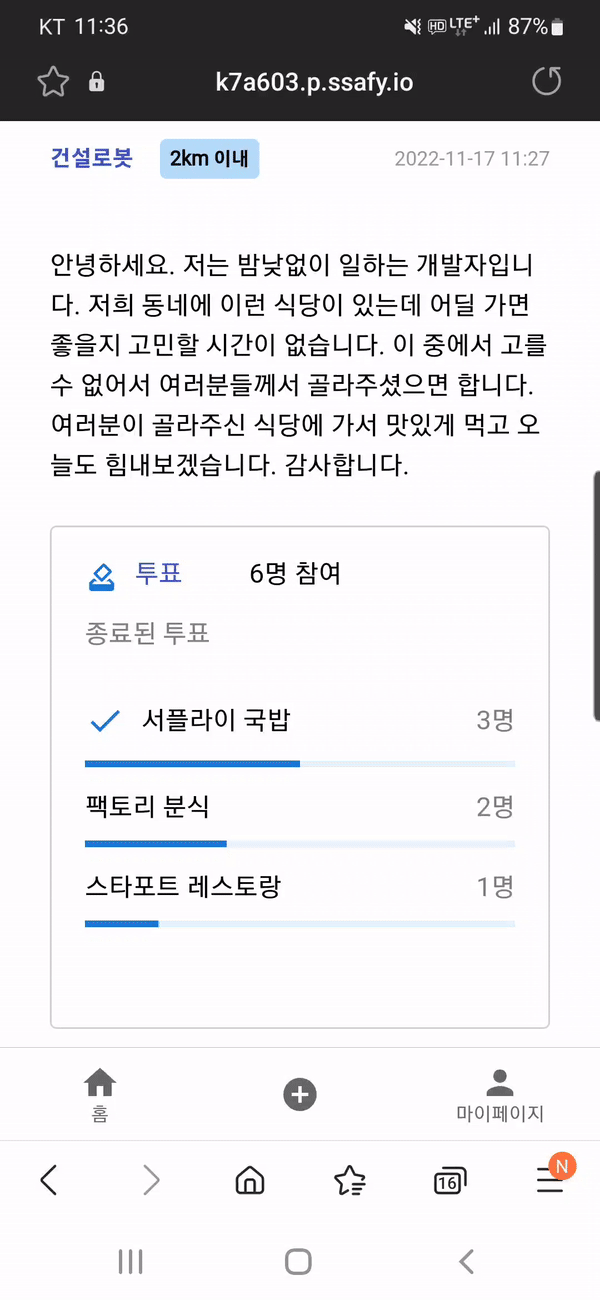 KT 11:36 HD LTE+ 87%
k7a603.p.ssafy.io
건설로봇 2km 이내 2022-11-17 11:27
안녕하세요. 저는 밤낮없이 일하는 개발자입니
다. 저희 동네에 이런 식당이 있는데 어딜 가면
좋을지 고민할 시간이 없습니다. 이 중에서 고를
수 없어서 여러분들께서 골라주셨으면 합니다.
여러분이 골라주신 식당에 가서 맛있게 먹고 오
늘도 힘내보겠습니다. 감사합니다.
투표 6명 참여
종료된 투표
서플라이 국밥 3명
팩토리 분식 2명
스타포트 레스토랑 1명
홈 마이페이지
16 N